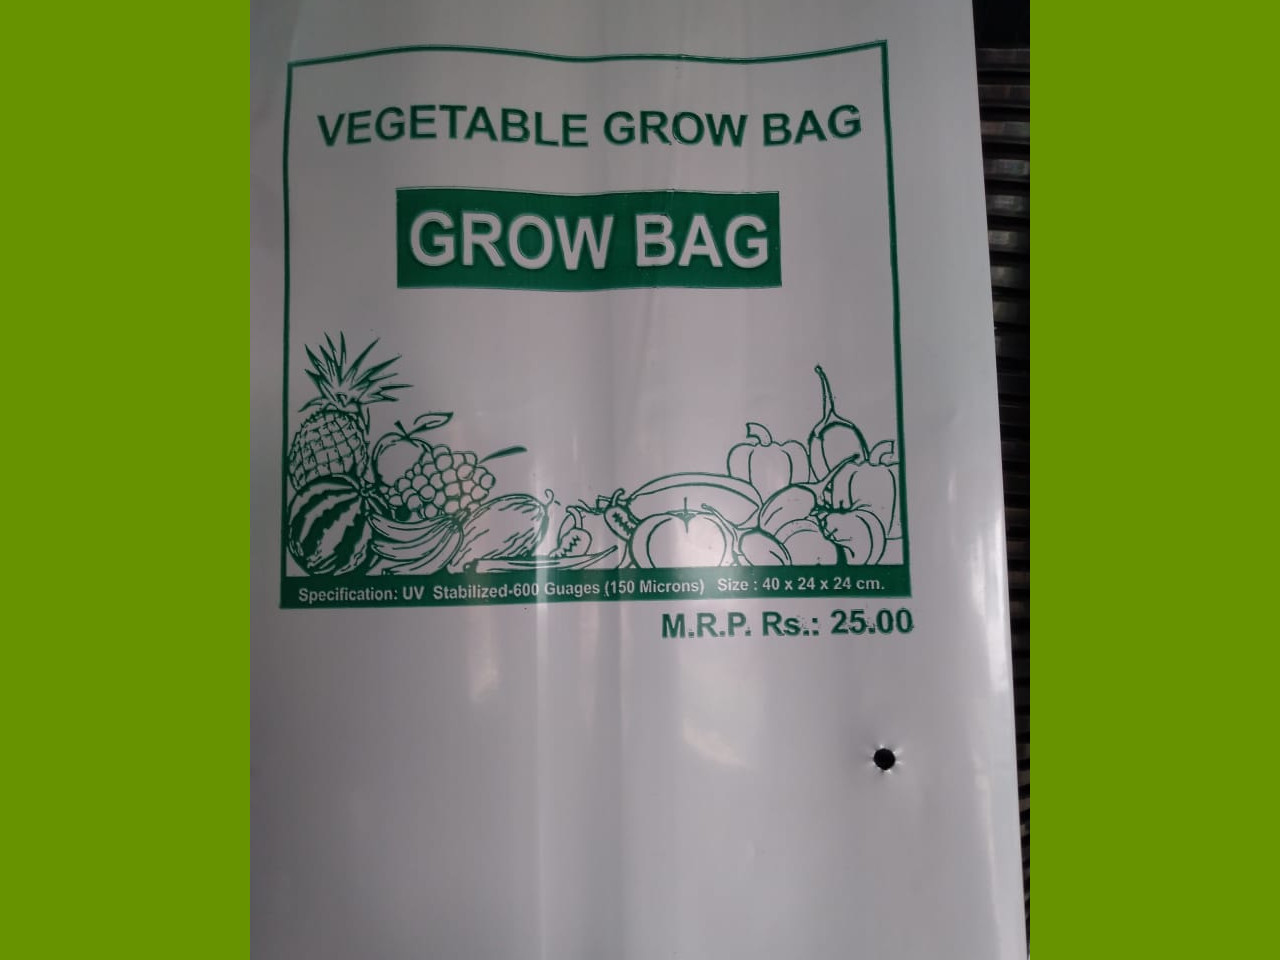 VEGETABLE GROW BAG
GROW BAG
Specification: UV Stabilized-600 Guages (150 Microns) Size : 40 x 24 x 24 cm.
M.R.P. Rs.: 25.00